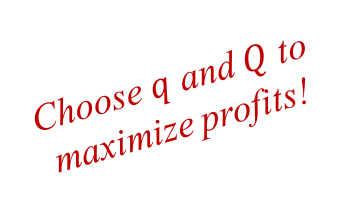 Choose q and Q to
maximize profits!